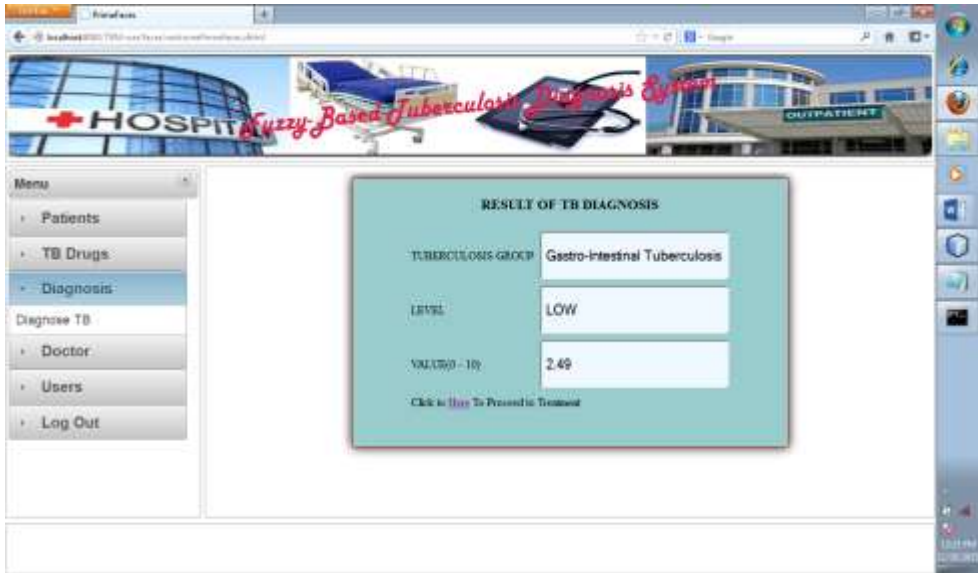 PrimeFaces
Google
HOSPIT
Fuzzy-Based Tuberculosis Diagnosis System
OUTPATIENT
Menu
Patients
TB Drugs
Diagnosis
Diagnose TB
Doctor
Users
Log Out
RESULT OF TB DIAGNOSIS
TUBERCULOSIS GROUP Gastro-Intestinal Tuberculosis
LEVEL LOW
VALUE(0 - 10) 2.49
Click to Here To Proceed to Treatment